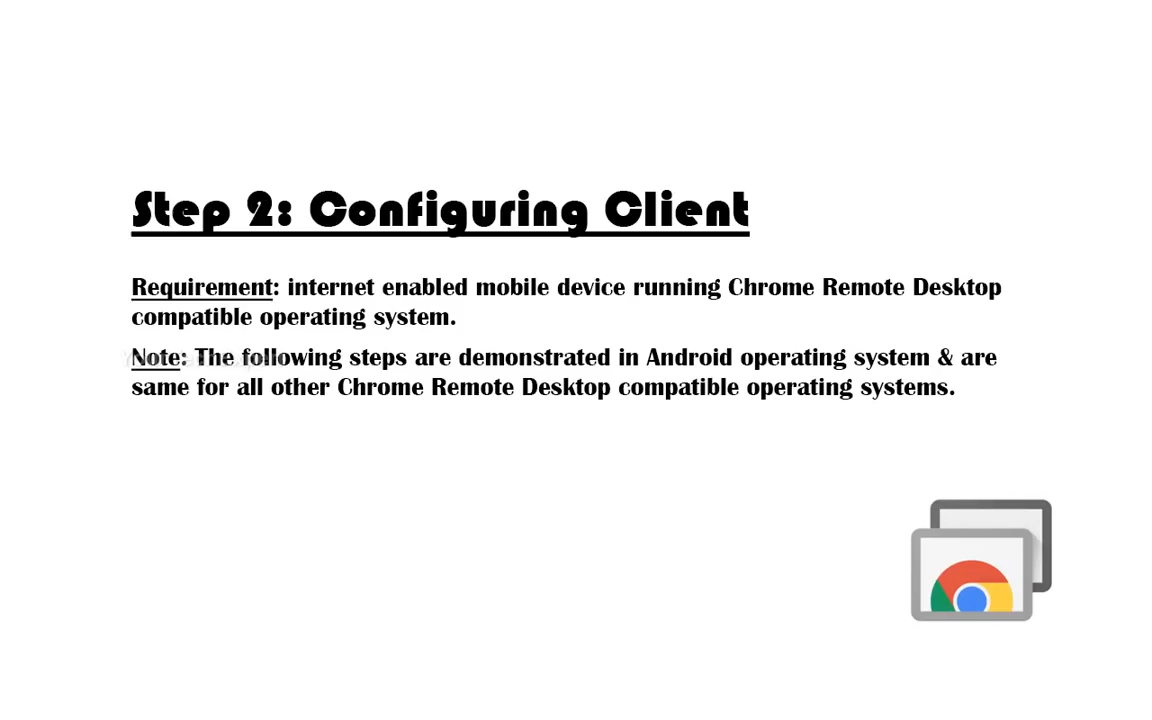 Step 2: Configuring Client
Requirement: internet enabled mobile device running Chrome Remote Desktop
compatible operating system.
Note: The following steps are demonstrated in Android operating system & are
same for all other Chrome Remote Desktop compatible operating systems.